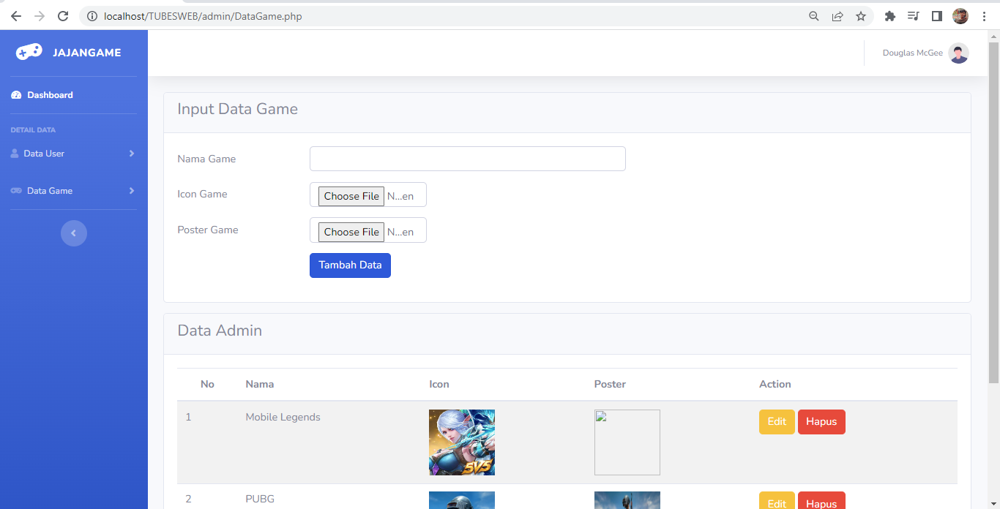 localhost/TUBESWEB/admin/DataGame.php
JAJANGAME
Douglas McGee
Dashboard
DETAIL DATA
Data User
Data Game
Input Data Game
Nama Game
Icon Game
Choose File N...en
Poster Game
Choose File N...en
Tambah Data
Data Admin
No Nama Icon Poster Action
1 Mobile Legends Edit Hapus
5V5
2 PUBG Edit Hapus